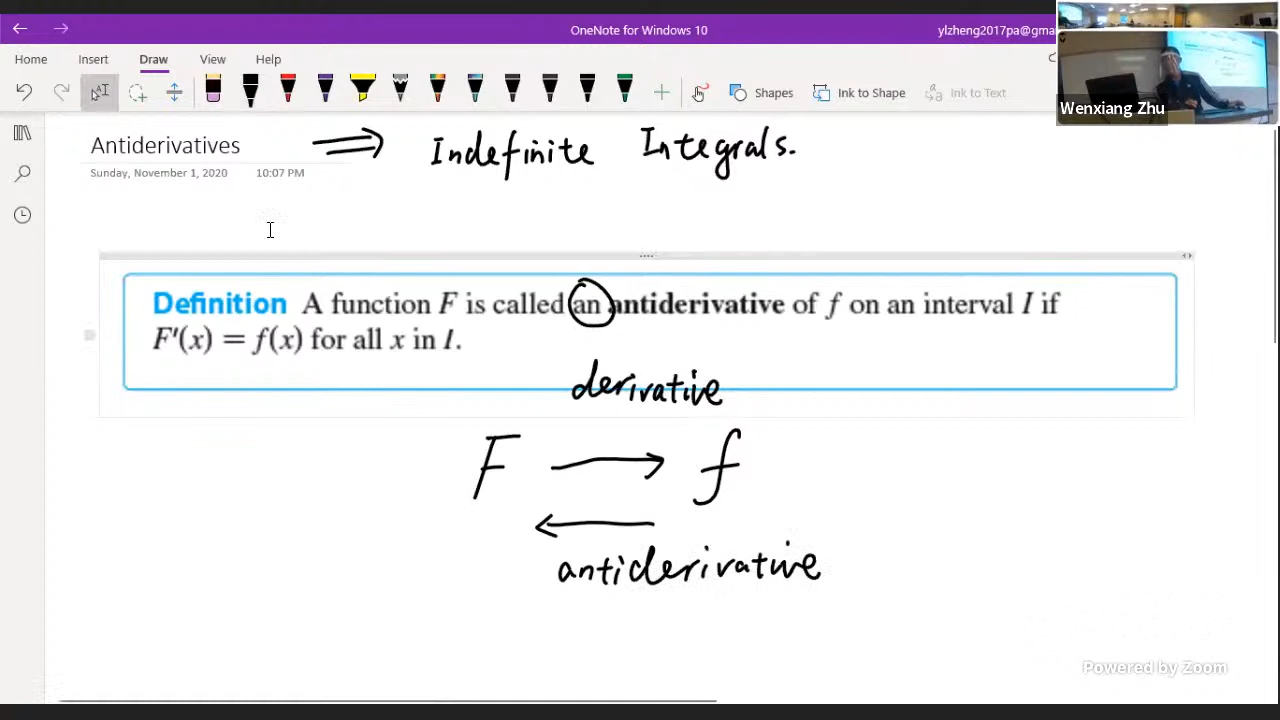 OneNote for Windows 10
ylzheng2017pa@gma
Home Insert Draw View Help
Shapes Ink to Shape Ink to Text
Wenxiang Zhu
Antiderivatives ⇒ Indefinite Integrals.
Sunday, November 1, 2020 10:07 PM
Definition A function F is called an antiderivative of f on an interval I if
F'(x) = f(x) for all x in I.
derivative
F → f
←
antiderivative
Powered by Zoom